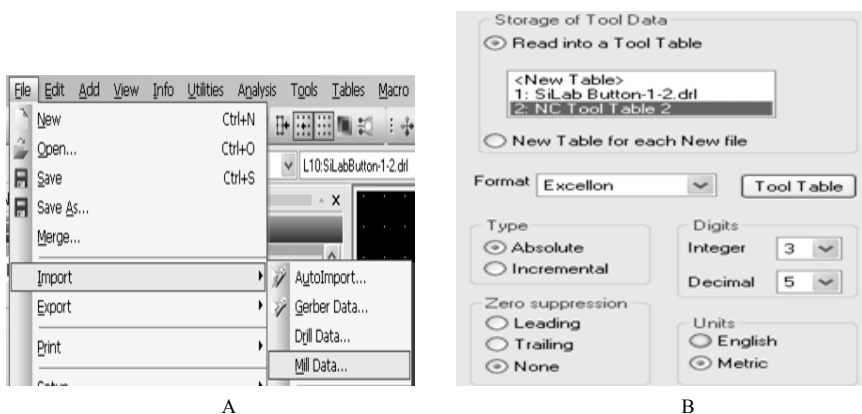 File Edit Add View Info Utilities Analysis Tools Tables Macro
New Ctrl+N
Open... Ctrl+O
Save Ctrl+S
Save As...
Merge...
Import
Export
Print
L10:SiLabButton-1-2.drl
X
AutoImport...
Gerber Data...
Drill Data...
Mill Data...
A
Storage of Tool Data
Read into a Tool Table
<New Table>
1: SiLab Button-1-2.drl
2: NC Tool Table 2
New Table for each New file
Format Excellon Tool Table
Type
Absolute
Incremental
Digits
Integer 3
Decimal 5
Zero suppression
Leading
Trailing
None
Units
English
Metric
B